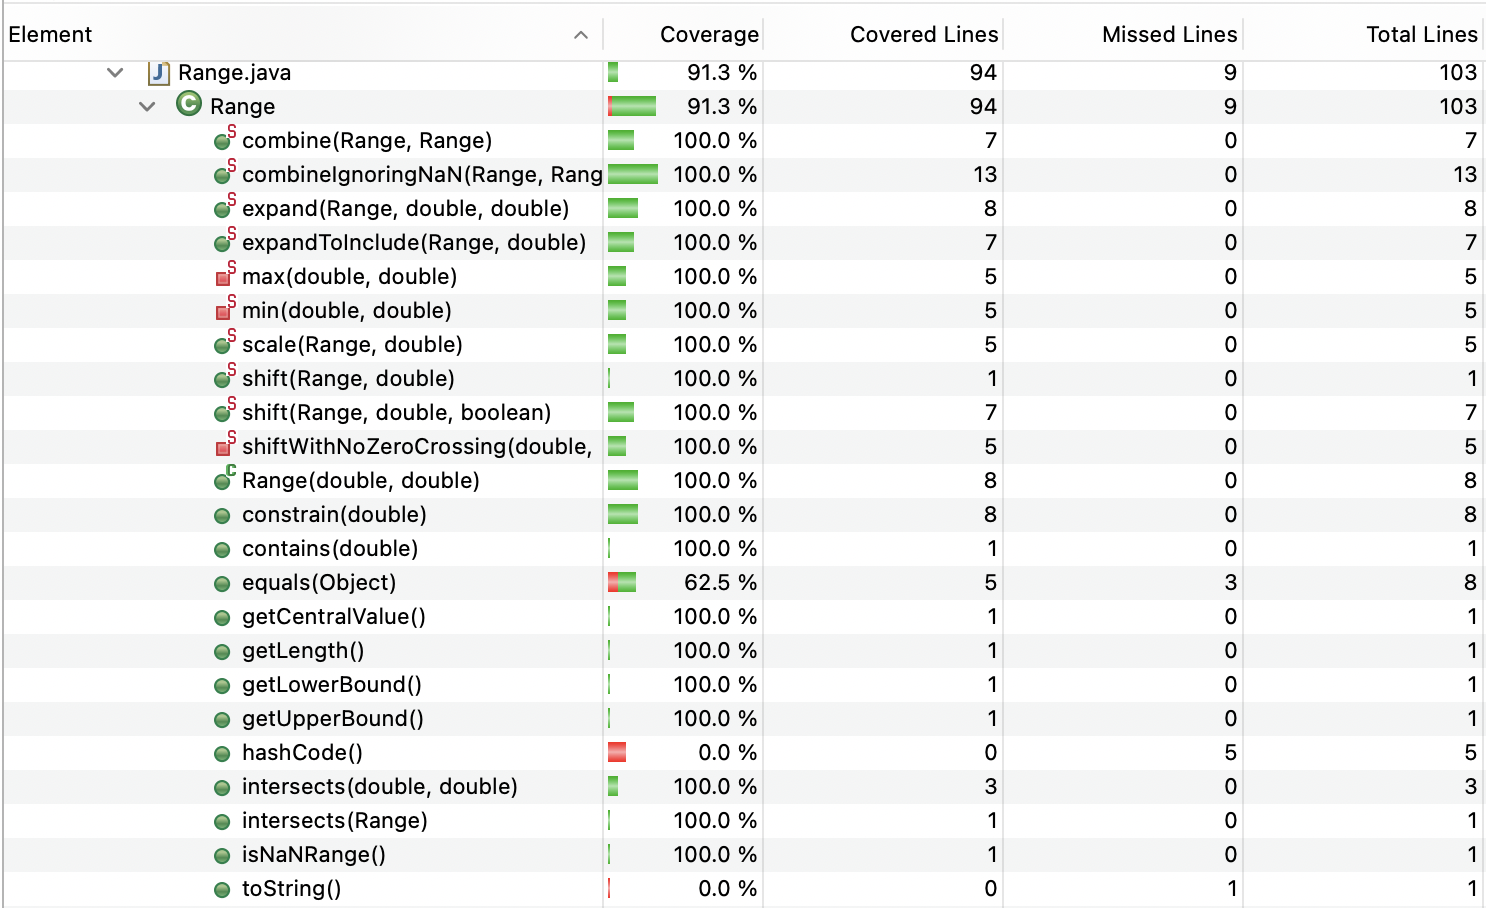 Element Coverage Covered Lines Missed Lines Total Lines
J Range.java 91.3 % 94 9 103
C Range 91.3 % 94 9 103
S combine(Range, Range) 100.0 % 7 0 7
S combineIgnoringNaN(Range, Rang 100.0 % 13 0 13
S expand(Range, double, double) 100.0 % 8 0 8
S expandToInclude(Range, double) 100.0 % 7 0 7
S max(double, double) 100.0 % 5 0 5
S min(double, double) 100.0 % 5 0 5
S scale(Range, double) 100.0 % 5 0 5
S shift(Range, double) 100.0 % 1 0 1
S shift(Range, double, boolean) 100.0 % 7 0 7
S shiftWithNoZeroCrossing(double, 100.0 % 5 0 5
C Range(double, double) 100.0 % 8 0 8
constrain(double) 100.0 % 8 0 8
contains(double) 100.0 % 1 0 1
equals(Object) 62.5 % 5 3 8
getCentralValue() 100.0 % 1 0 1
getLength() 100.0 % 1 0 1
getLowerBound() 100.0 % 1 0 1
getUpperBound() 100.0 % 1 0 1
hashCode() 0.0 % 0 5 5
intersects(double, double) 100.0 % 3 0 3
intersects(Range) 100.0 % 1 0 1
isNaNRange() 100.0 % 1 0 1
toString() 0.0 % 0 1 1